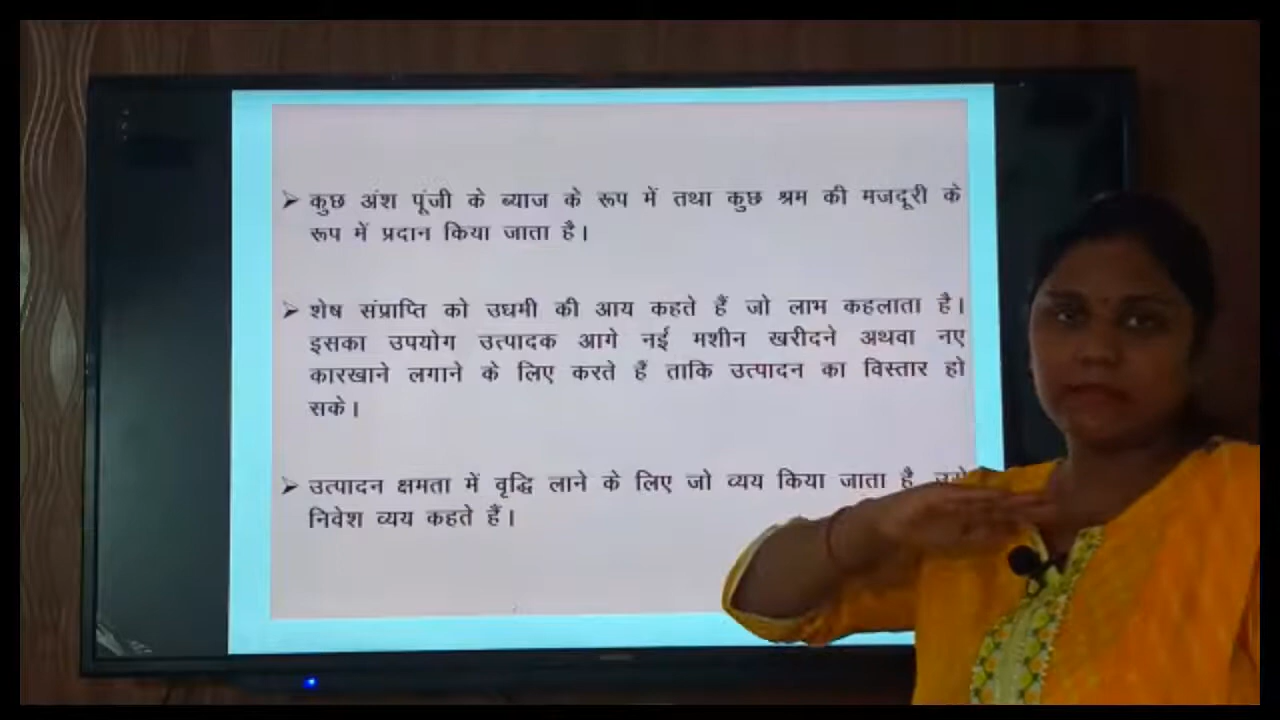 ➢ कुछ अंश पूंजी के ब्याज के रूप में तथा कुछ श्रम की मजदूरी के
रूप में प्रदान किया जाता है।
➢ शेष संप्राप्ति को उघमी की आय कहते हैं जो लाभ कहलाता है।
इसका उपयोग उत्पादक आगे नई मशीन खरीदने अथवा नए
कारखाने लगाने के लिए करते हैं ताकि उत्पादन का विस्तार हो
सके।
➢ उत्पादन क्षमता में वृद्धि लाने के लिए जो व्यय किया जाता है
निवेश व्यय कहते हैं।